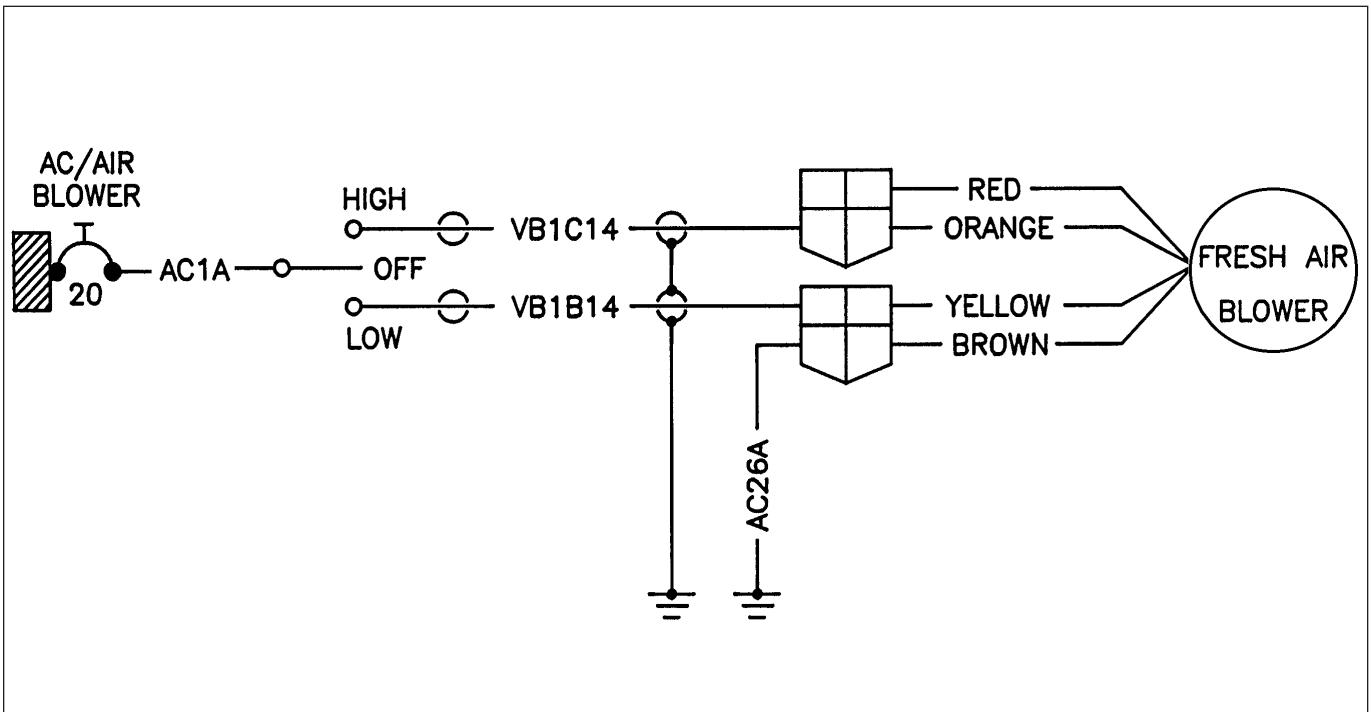 AC/AIR
BLOWER
20
AC1A
HIGH
OFF
LOW
VB1C14
VB1B14
AC26A
RED
ORANGE
YELLOW
BROWN
FRESH AIR
BLOWER